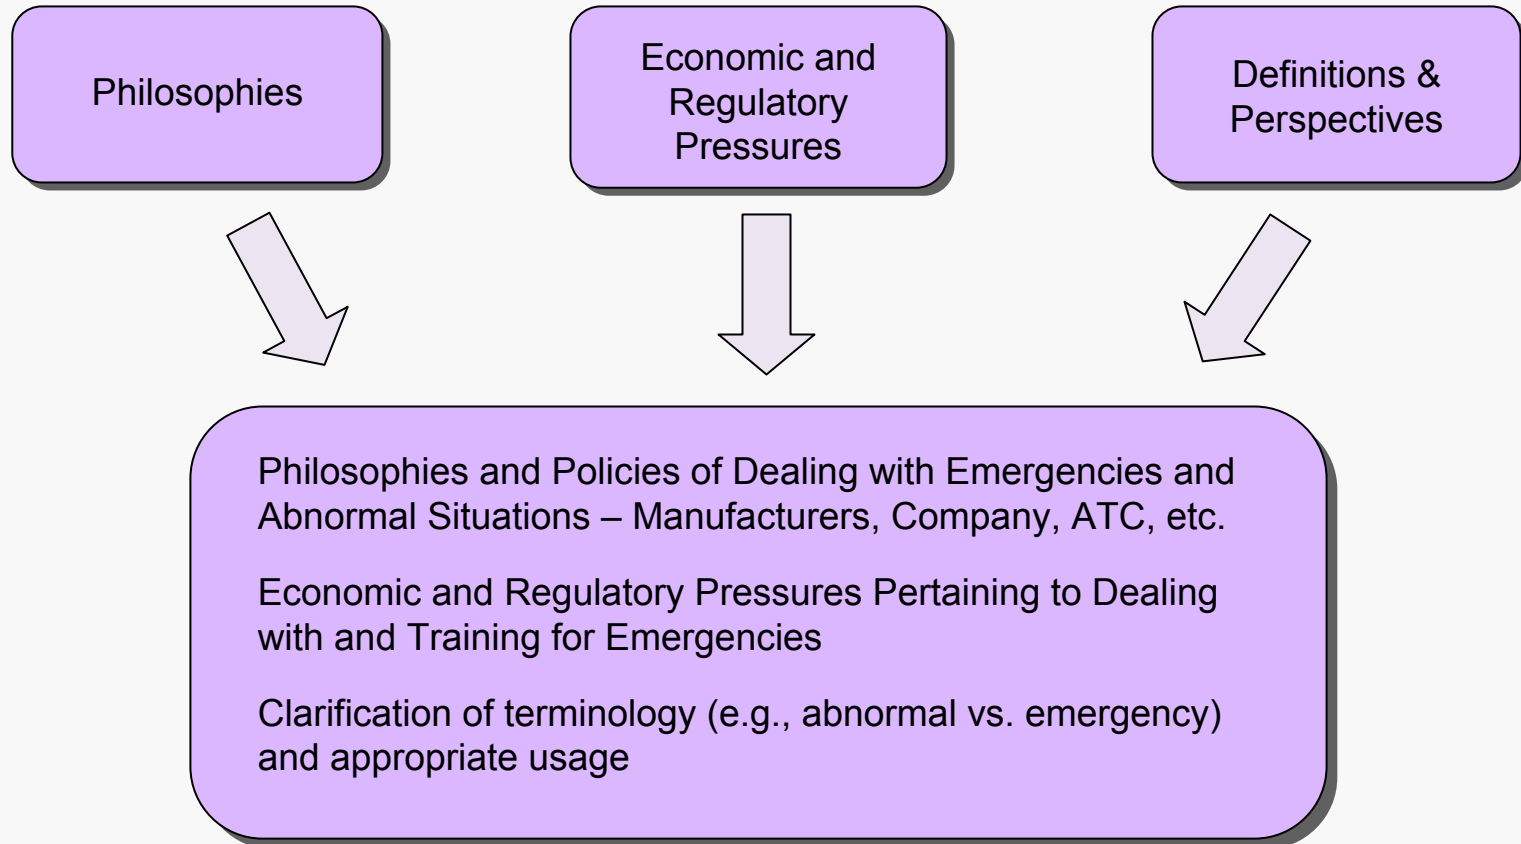 Philosophies
Economic and
Regulatory
Pressures
Definitions &
Perspectives
Philosophies and Policies of Dealing with Emergencies and
Abnormal Situations – Manufacturers, Company, ATC, etc.
Economic and Regulatory Pressures Pertaining to Dealing
with and Training for Emergencies
Clarification of terminology (e.g., abnormal vs. emergency)
and appropriate usage